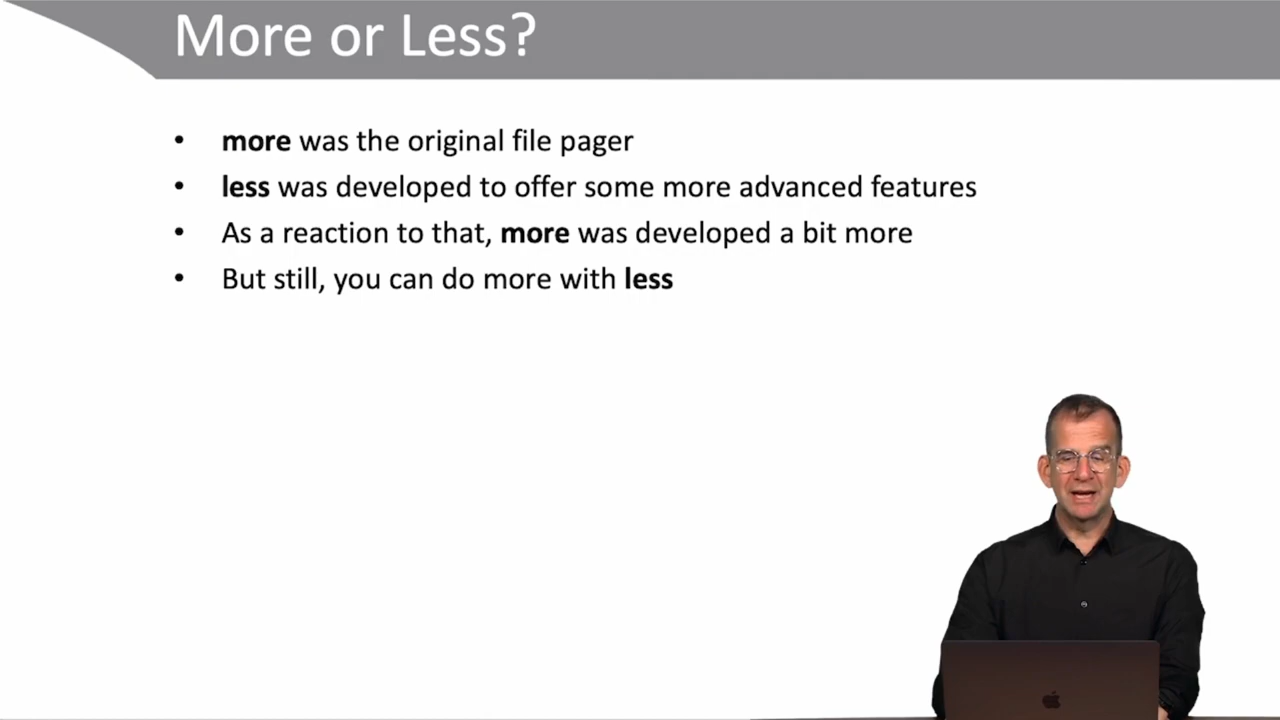 More or Less?
• more was the original file pager
• less was developed to offer some more advanced features
• As a reaction to that, more was developed a bit more
• But still, you can do more with less